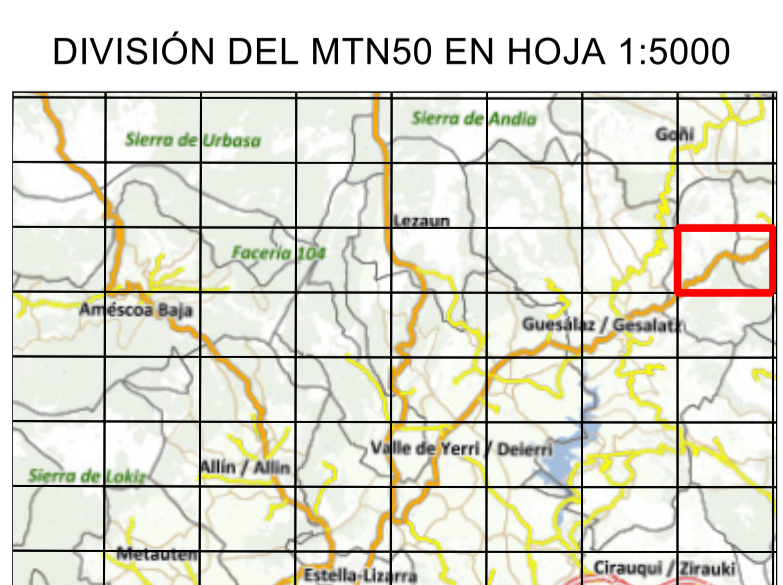 DIVISIÓN DEL MTN50 EN HOJA 1:5000
Sierra de Andia
Goñi
Sierra de Urbasa
Lezaun
Facería 104
Améscoa Baja
Guesálaz / Gesalatz
Valle de Yerri / Deierri
Allín / Allin
Sierra de Lokiz
Metauten
Estella-Lizarra
Cirauqui / Zirauki